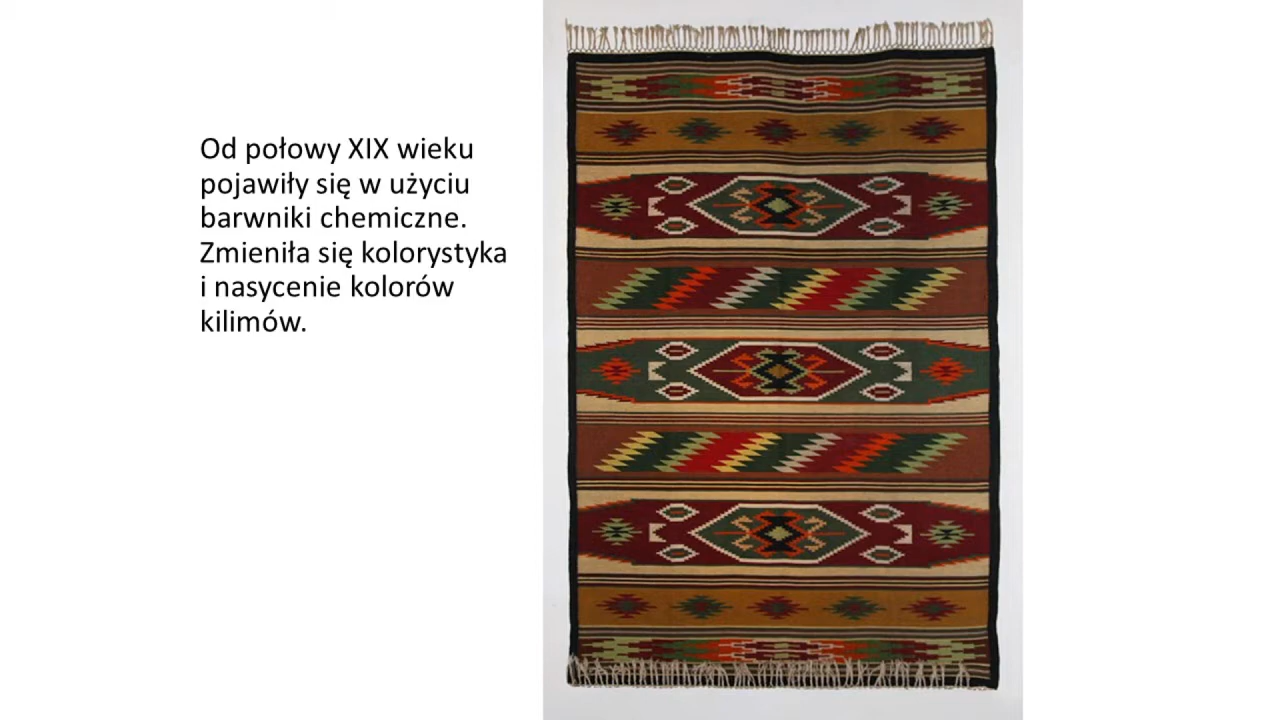 Od połowy XIX wieku
pojawiły się w użyciu
barwniki chemiczne.
Zmieniła się kolorystyka
i nasycenie kolorów
kilimów.